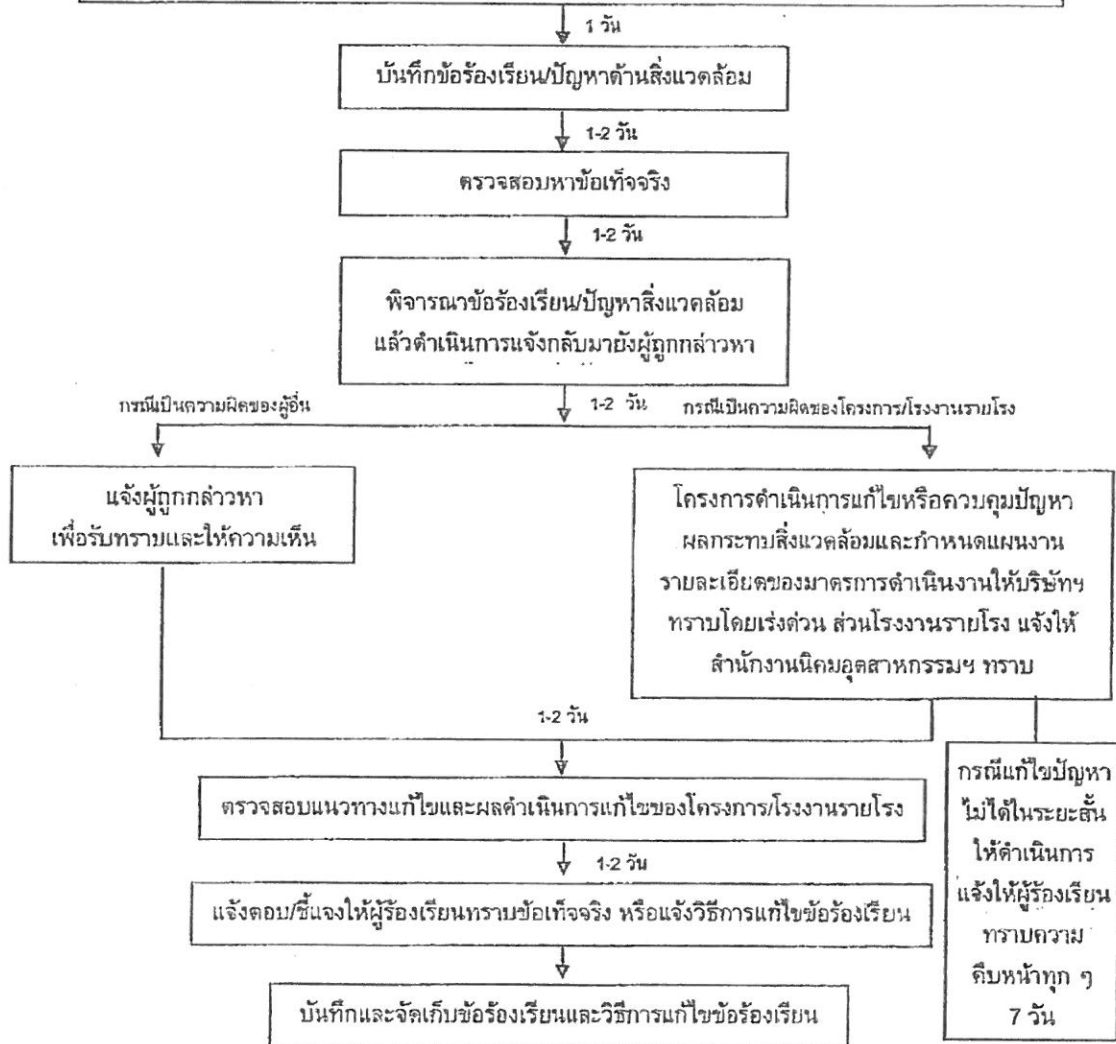 1 วัน
บันทึกข้อร้องเรียน/ปัญหาด้านสิ่งแวดล้อม
1-2 วัน
ตรวจสอบหาข้อเท็จจริง
1-2 วัน
พิจารณาข้อร้องเรียน/ปัญหาสิ่งแวดล้อม
แล้วดำเนินการแจ้งกลับมายังผู้ถูกกล่าวหา
กรณีเป็นความผิดของผู้อื่น
1-2 วัน
กรณีเป็นความผิดของโครงการ/โรงงานรายโรง
แจ้งผู้ถูกกล่าวหา
เพื่อรับทราบและให้ความเห็น
โครงการดำเนินการแก้ไขหรือควบคุมปัญหา
ผลกระทบสิ่งแวดล้อมและกำหนดแผนงาน
รายละเอียดของมาตรการดำเนินงานให้บริษัทฯ
ทราบโดยเร่งด่วน ส่วนโรงงานรายโรง แจ้งให้
สำนักงานนิคมอุตสาหกรรมฯ ทราบ
1-2 วัน
ตรวจสอบแนวทางแก้ไขและผลดำเนินการแก้ไขของโครงการ/โรงงานรายโรง
1-2 วัน
แจ้งตอบ/ชี้แจงให้ผู้ร้องเรียนทราบข้อเท็จจริง หรือแจ้งวิธีการแก้ไขข้อร้องเรียน
บันทึกและจัดเก็บข้อร้องเรียนและวิธีการแก้ไขข้อร้องเรียน
กรณีแก้ไขปัญหา
ไม่ได้ในระยะสั้น
ให้ดำเนินการ
แจ้งให้ผู้ร้องเรียน
ทราบความ
คืบหน้าทุก ๆ
7 วัน